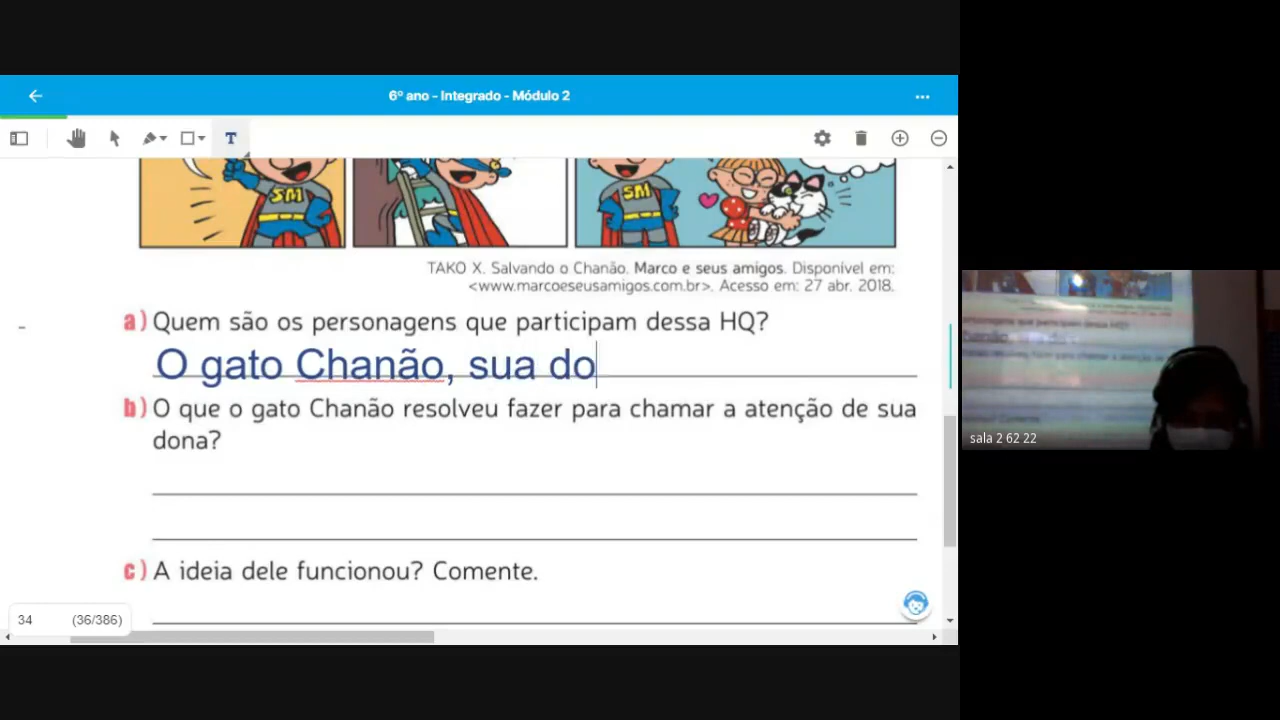 6º ano - Integrado - Módulo 2
T
SM
SM
TAKO X. Salvando o Chanão. Marco e seus amigos. Disponível em:
<www.marcoeseusamigos.com.br>. Acesso em: 27 abr. 2018.
a) Quem são os personagens que participam dessa HQ?
O gato Chanão, sua do
b) O que o gato Chanão resolveu fazer para chamar a atenção de sua
dona?
c) A ideia dele funcionou? Comente.
34 (36/386)
sala 2 62 22